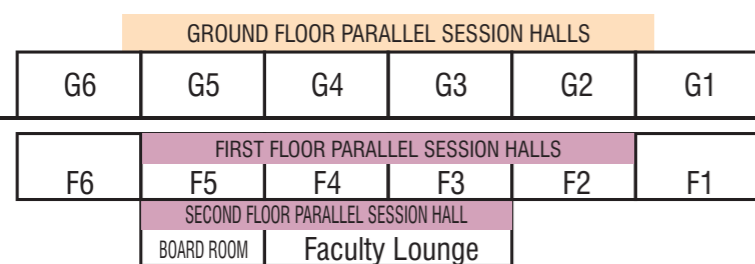 GROUND FLOOR PARALLEL SESSION HALLS
G6 G5 G4 G3 G2 G1
FIRST FLOOR PARALLEL SESSION HALLS
F6 F5 F4 F3 F2 F1
SECOND FLOOR PARALLEL SESSION HALL
BOARD ROOM Faculty Lounge